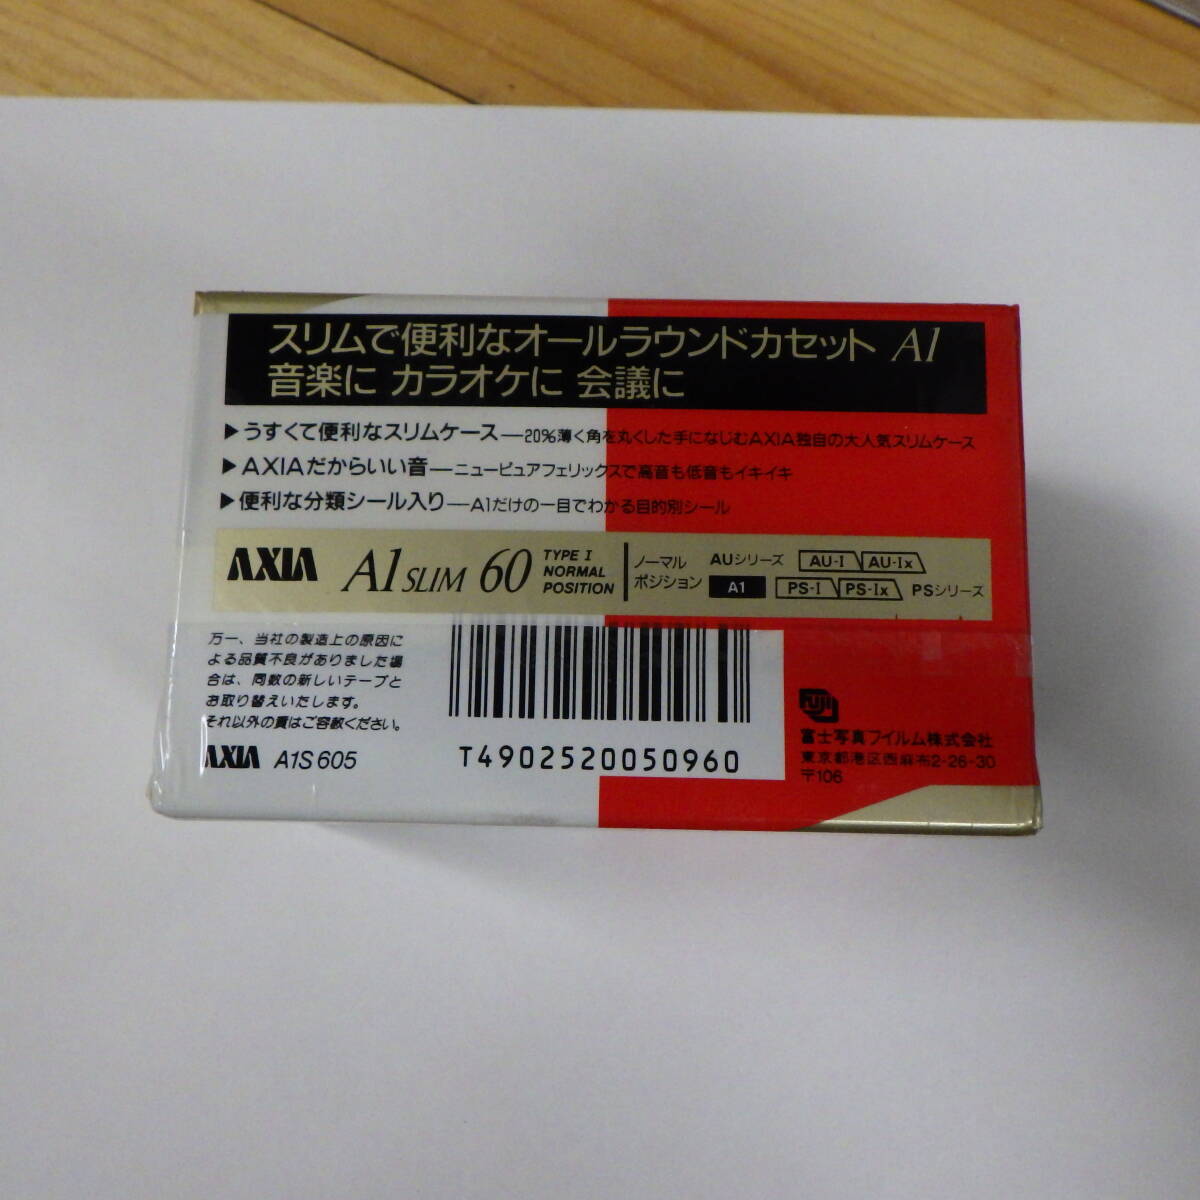 スリムで便利なオールラウンドカセット A1
音楽に カラオケに 会議に
▶うすくて便利なスリムケース—20%薄く角を丸くした手になじむAXIA独自の大人気スリムケース
▶AXIAだからいい音—ニューピュアフェリックスで高音も低音もイキイキ
▶便利な分類シール入り—A1だけの一目でわかる目的別シール
AXIA A1 SLIM 60
TYPE I
NORMAL
POSITION
ノーマル
ポジション
AUシリーズ AU-I AU-Ix
A1 PS-I PS-Ix PSシリーズ
万一、当社の製造上の原因に
よる品質不良がありました場
合は、同数の新しいテープと
お取り替えいたします。
それ以外の責はご容赦ください。
AXIA A1S 605
T4902520050960
FUJI
富士写真フイルム株式会社
東京都港区西麻布2-26-30
〒106